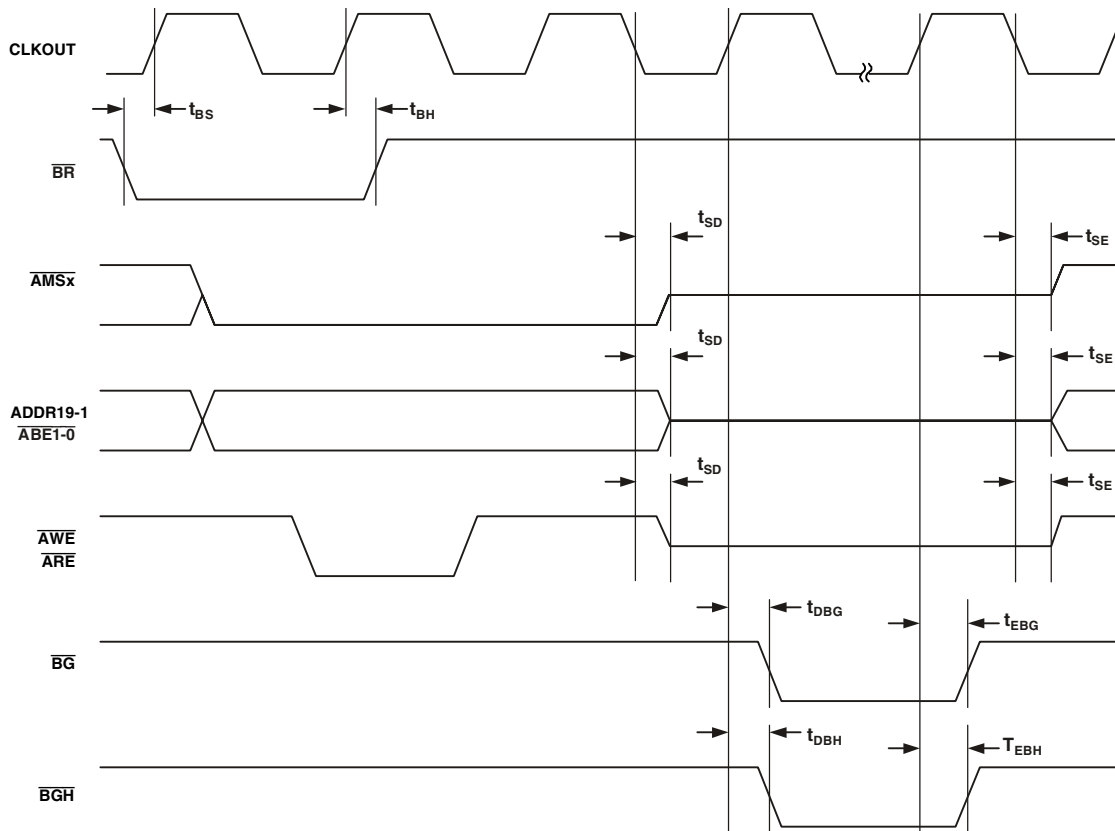 CLKOUT
tBS
tBH
BR
tSD
tSE
AMSx
tSD
tSE
ADDR19-1
ABE1-0
tSD
tSE
AWE
ARE
tDBG
tEBG
BG
tDBH
TEBH
BGH